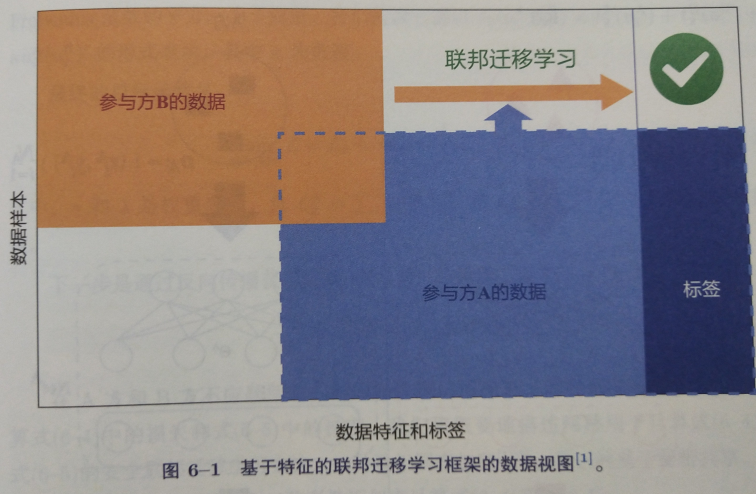 联邦迁移学习
参与方B的数据
数据样本
参与方A的数据
标签
数据特征和标签
图 6–1 基于特征的联邦迁移学习框架的数据视图[1]。